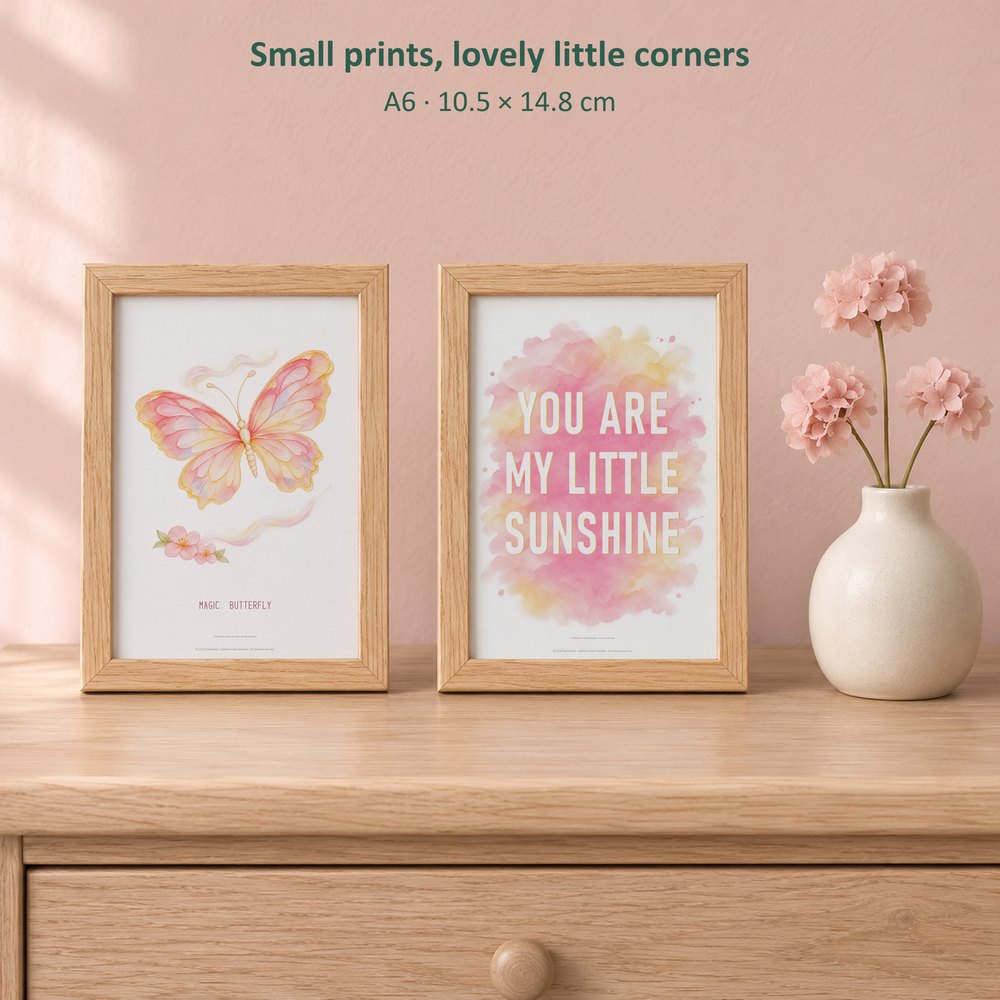 Small prints, lovely little corners
A6 · 10.5 × 14.8 cm
YOU ARE
MY LITTLE
SUNSHINE
MAGIC BUTTERFLY